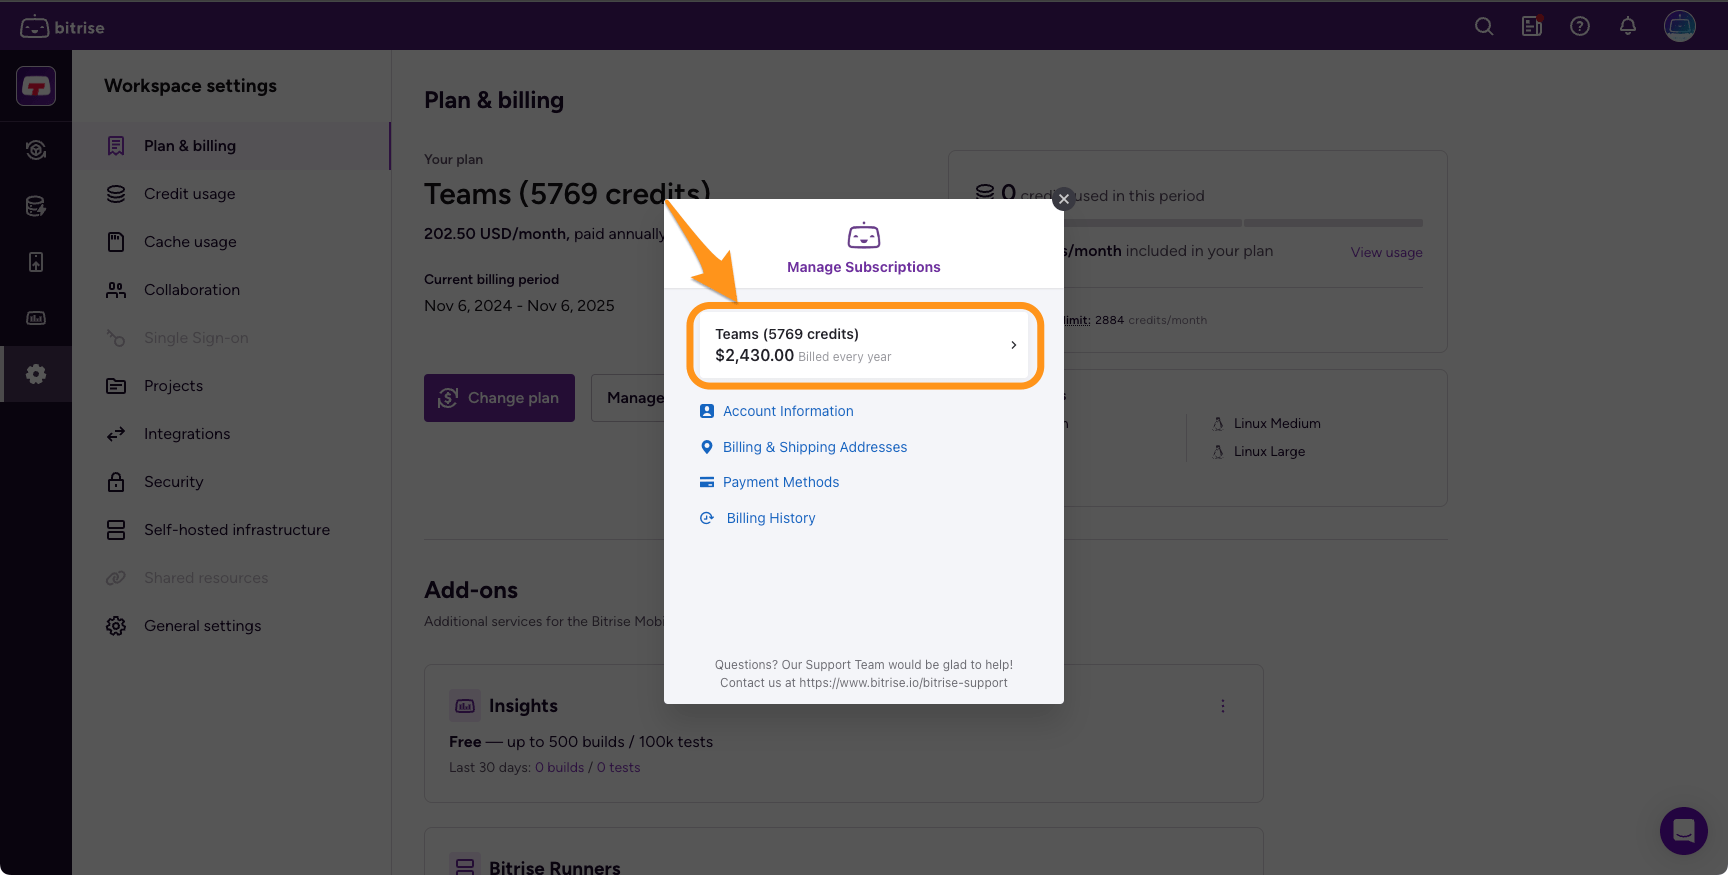 bitrise
Workspace settings
Plan & billing
Credit usage
Cache usage
Collaboration
Single Sign-on
Projects
Integrations
Security
Self-hosted infrastructure
Shared resources
General settings
Plan & billing
Your plan
Teams (5769 credits)
202.50 USD/month, paid annually
Current billing period
Nov 6, 2024 - Nov 6, 2025
Change plan
Manage
0 used in this period
/month included in your plan
View usage
limit: 2884 credits/month
Linux Medium
Linux Large
Manage Subscriptions
Teams (5769 credits)
$2,430.00 Billed every year
Account Information
Billing & Shipping Addresses
Payment Methods
Billing History
Questions? Our Support Team would be glad to help!
Contact us at https://www.bitrise.io/bitrise-support
Add-ons
Additional services for the Bitrise
Insights
Free — up to 500 builds / 100k tests
Last 30 days: 0 builds / 0 tests
Bitrise Runners